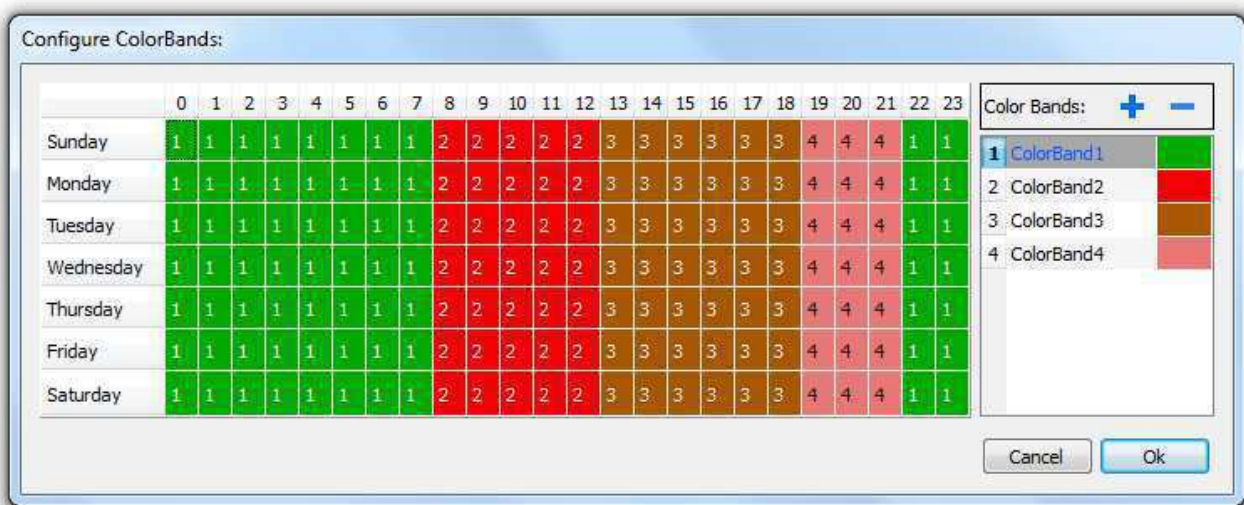 Configure ColorBands:
0 1 2 3 4 5 6 7 8 9 10 11 12 13 14 15 16 17 18 19 20 21 22 23
Sunday 1 1 1 1 1 1 1 1 2 2 2 2 2 3 3 3 3 3 3 4 4 4 1 1
Monday 1 1 1 1 1 1 1 1 2 2 2 2 2 3 3 3 3 3 3 4 4 4 1 1
Tuesday 1 1 1 1 1 1 1 1 2 2 2 2 2 3 3 3 3 3 3 4 4 4 1 1
Wednesday 1 1 1 1 1 1 1 1 2 2 2 2 2 3 3 3 3 3 3 4 4 4 1 1
Thursday 1 1 1 1 1 1 1 1 2 2 2 2 2 3 3 3 3 3 3 4 4 4 1 1
Friday 1 1 1 1 1 1 1 1 2 2 2 2 2 3 3 3 3 3 3 4 4 4 1 1
Saturday 1 1 1 1 1 1 1 1 2 2 2 2 2 3 3 3 3 3 3 4 4 4 1 1
Color Bands:
1 ColorBand1
2 ColorBand2
3 ColorBand3
4 ColorBand4
Cancel Ok